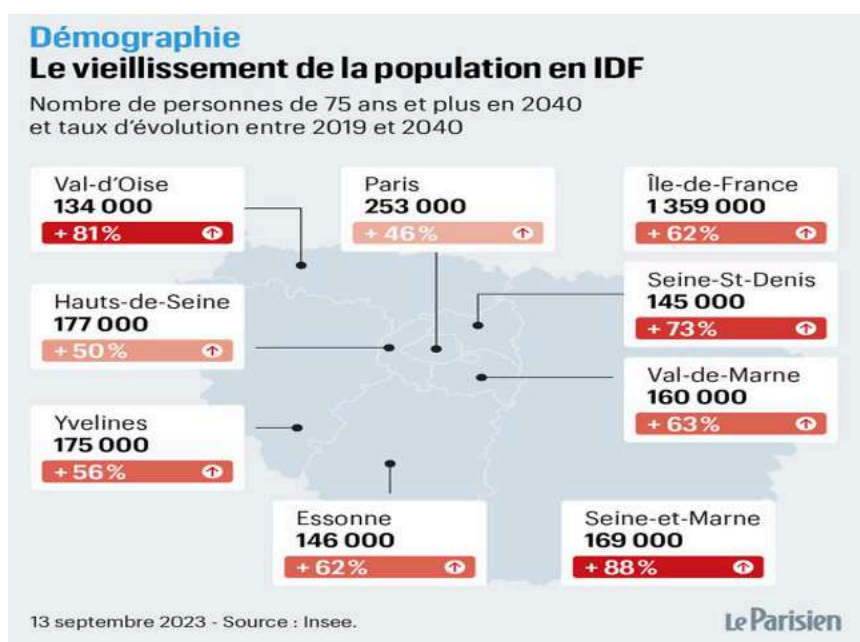 Démographie
Le vieillissement de la population en IDF
Nombre de personnes de 75 ans et plus en 2040
et taux d'évolution entre 2019 et 2040
Val-d'Oise
134 000
+ 81%
Paris
253 000
+ 46%
Île-de-France
1 359 000
+ 62%
Hauts-de-Seine
177 000
+ 50%
Seine-St-Denis
145 000
+ 73%
Val-de-Marne
160 000
+ 63%
Yvelines
175 000
+ 56%
Essonne
146 000
+ 62%
Seine-et-Marne
169 000
+ 88%
13 septembre 2023 - Source : Insee.
Le Parisien